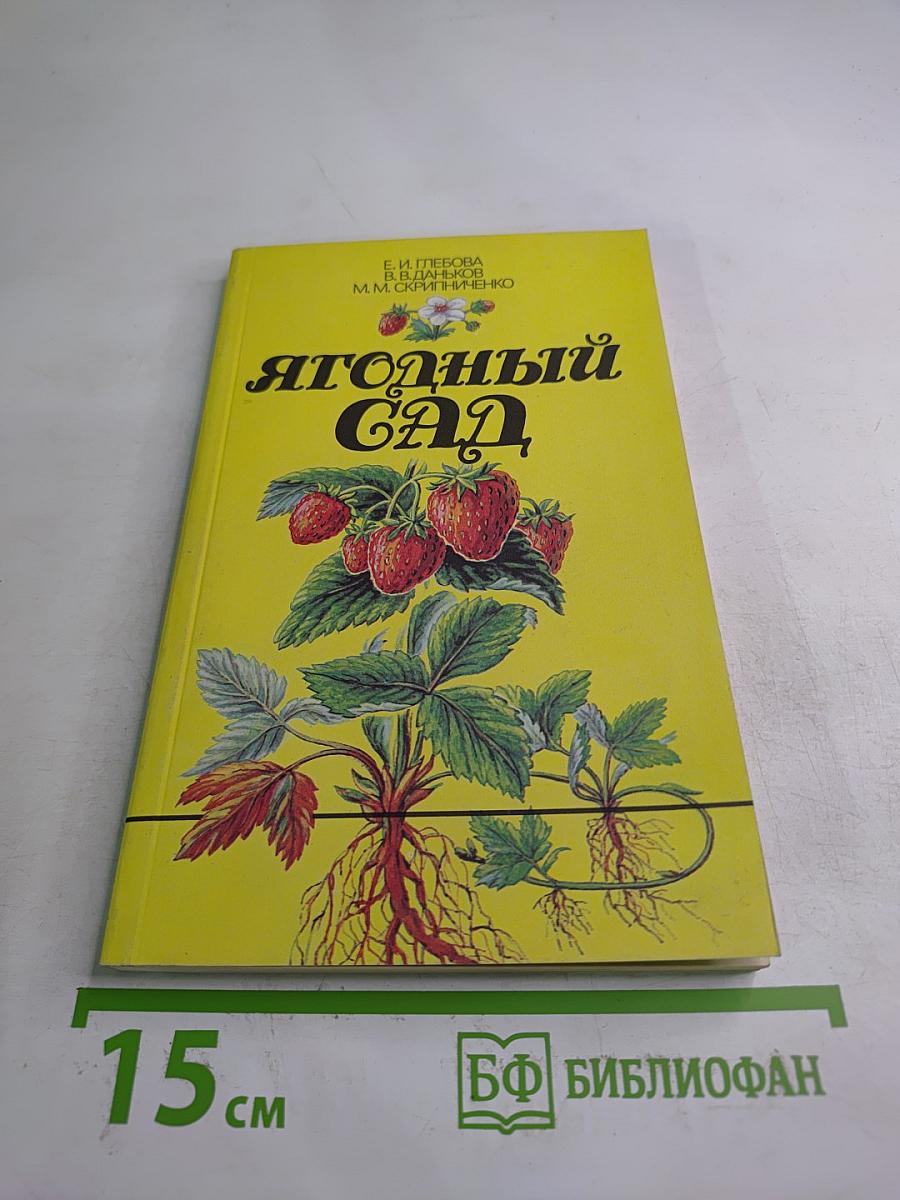 Е. И. ГЛЕБОВА
В. В. ДАНЬКОВ
М. М. СКРИПНИЧЕНКО
ЯГОДНЫЙ
САД
15 см
БФ БИБЛИОФАН